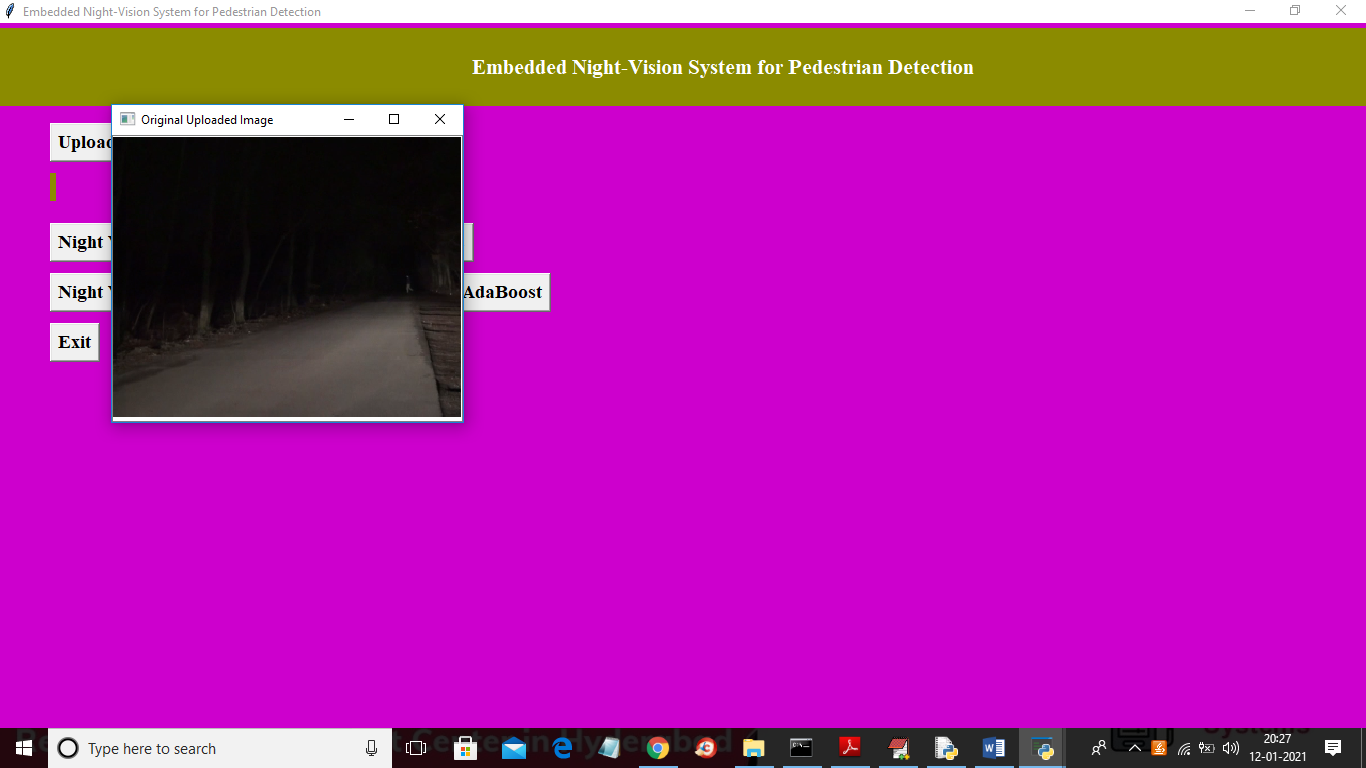 Embedded Night-Vision System for Pedestrian Detection
Embedded Night-Vision System for Pedestrian Detection
Original Uploaded Image
Night
Night
AdaBoost
Exit
Type here to search
Systems
20:27
12-01-2021